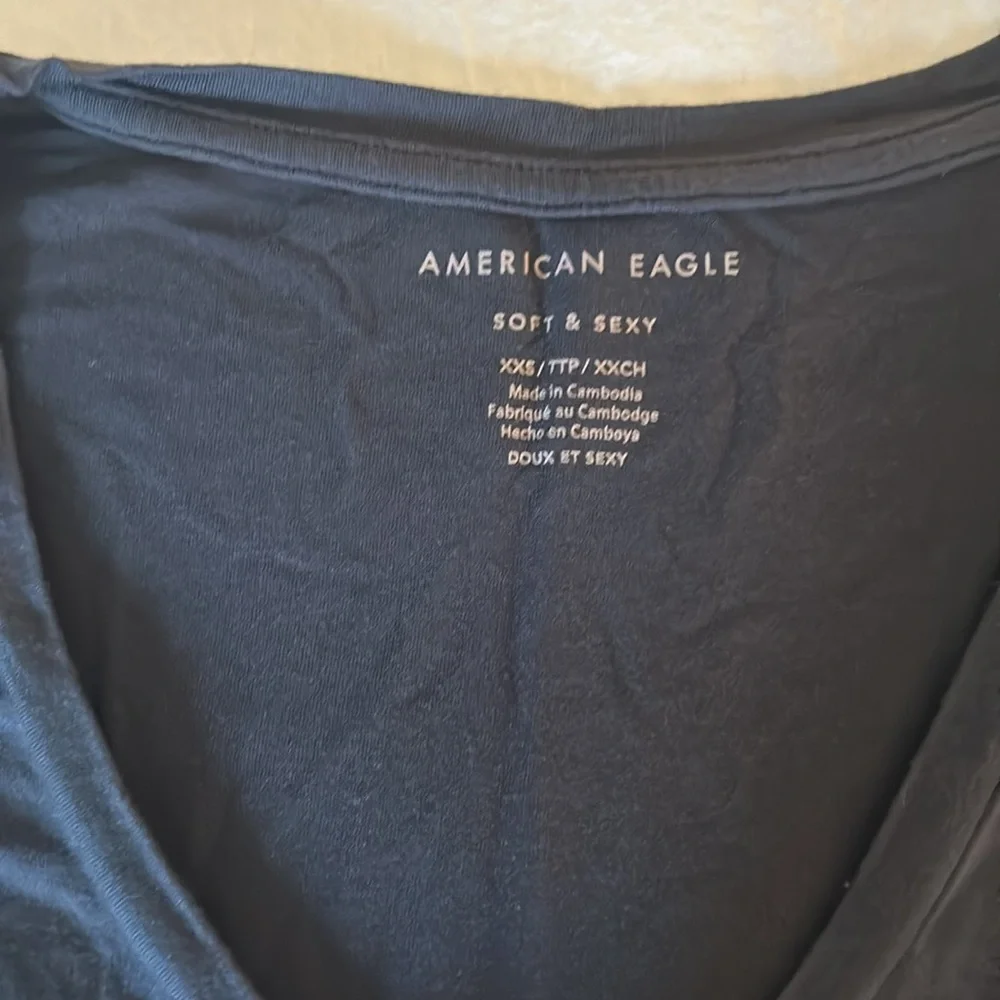 AMERICAN EAGLE
SOFT & SEXY
XXS/TTP/XXCH
Made in Cambodia
Fabriqué au Cambodge
Hecho en Camboya
DOUX ET SEXY